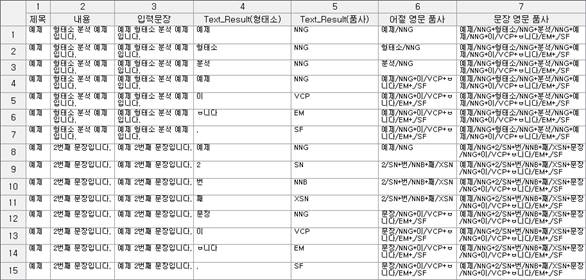 1 2 3 4 5 6 7
제목 내용 입력문장 Text_Result(형태소) Text_Result(품사) 어절 영문 품사 문장 영문 품사
1 예제 형태소 분석 예제 예제 형태소 분석 예제 예제 NNG 예제/NNG 예제/NNG+형태소/NNG+분석/NNG+예
입니다. 입니다. 제/NNG+이/VCP+ㅂ니다/EM+./SF
2 예제 형태소 분석 예제 예제 형태소 분석 예제 형태소 NNG 형태소/NNG 예제/NNG+형태소/NNG+분석/NNG+예
입니다. 입니다. 제/NNG+이/VCP+ㅂ니다/EM+./SF
3 예제 형태소 분석 예제 예제 형태소 분석 예제 분석 NNG 분석/NNG 예제/NNG+형태소/NNG+분석/NNG+예
입니다. 입니다. 제/NNG+이/VCP+ㅂ니다/EM+./SF
4 예제 형태소 분석 예제 예제 형태소 분석 예제 예제 NNG 예제/NNG+이/VCP+ㅂ 예제/NNG+형태소/NNG+분석/NNG+예
입니다. 입니다. 니다/EM+./SF 제/NNG+이/VCP+ㅂ니다/EM+./SF
5 예제 형태소 분석 예제 예제 형태소 분석 예제 이 VCP 예제/NNG+이/VCP+ㅂ 예제/NNG+형태소/NNG+분석/NNG+예
입니다. 입니다. 니다/EM+./SF 제/NNG+이/VCP+ㅂ니다/EM+./SF
6 예제 형태소 분석 예제 예제 형태소 분석 예제 ㅂ니다 EM 예제/NNG+이/VCP+ㅂ 예제/NNG+형태소/NNG+분석/NNG+예
입니다. 입니다. 니다/EM+./SF 제/NNG+이/VCP+ㅂ니다/EM+./SF
7 예제 형태소 분석 예제 예제 형태소 분석 예제 . SF 예제/NNG+이/VCP+ㅂ 예제/NNG+형태소/NNG+분석/NNG+예
입니다. 입니다. 니다/EM+./SF 제/NNG+이/VCP+ㅂ니다/EM+./SF
8 예제 2번째 문장입니다. 예제 2번째 문장입니다. 예제 NNG 예제/NNG 예제/NNG+2/SN+번/NNB+째/XSN+문장
/NNG+이/VCP+ㅂ니다/EM+./SF
9 예제 2번째 문장입니다. 예제 2번째 문장입니다. 2 SN 2/SN+번/NNB+째/XSN 예제/NNG+2/SN+번/NNB+째/XSN+문장
/NNG+이/VCP+ㅂ니다/EM+./SF
10 예제 2번째 문장입니다. 예제 2번째 문장입니다. 번 NNB 2/SN+번/NNB+째/XSN 예제/NNG+2/SN+번/NNB+째/XSN+문장
/NNG+이/VCP+ㅂ니다/EM+./SF
11 예제 2번째 문장입니다. 예제 2번째 문장입니다. 째 XSN 2/SN+번/NNB+째/XSN 예제/NNG+2/SN+번/NNB+째/XSN+문장
/NNG+이/VCP+ㅂ니다/EM+./SF
12 예제 2번째 문장입니다. 예제 2번째 문장입니다. 문장 NNG 문장/NNG+이/VCP+ㅂ 예제/NNG+2/SN+번/NNB+째/XSN+문장
니다/EM+./SF /NNG+이/VCP+ㅂ니다/EM+./SF
13 예제 2번째 문장입니다. 예제 2번째 문장입니다. 이 VCP 문장/NNG+이/VCP+ㅂ 예제/NNG+2/SN+번/NNB+째/XSN+문장
니다/EM+./SF /NNG+이/VCP+ㅂ니다/EM+./SF
14 예제 2번째 문장입니다. 예제 2번째 문장입니다. ㅂ니다 EM 문장/NNG+이/VCP+ㅂ 예제/NNG+2/SN+번/NNB+째/XSN+문장
니다/EM+./SF /NNG+이/VCP+ㅂ니다/EM+./SF
15 예제 2번째 문장입니다. 예제 2번째 문장입니다. . SF 문장/NNG+이/VCP+ㅂ 예제/NNG+2/SN+번/NNB+째/XSN+문장
니다/EM+./SF /NNG+이/VCP+ㅂ니다/EM+./SF